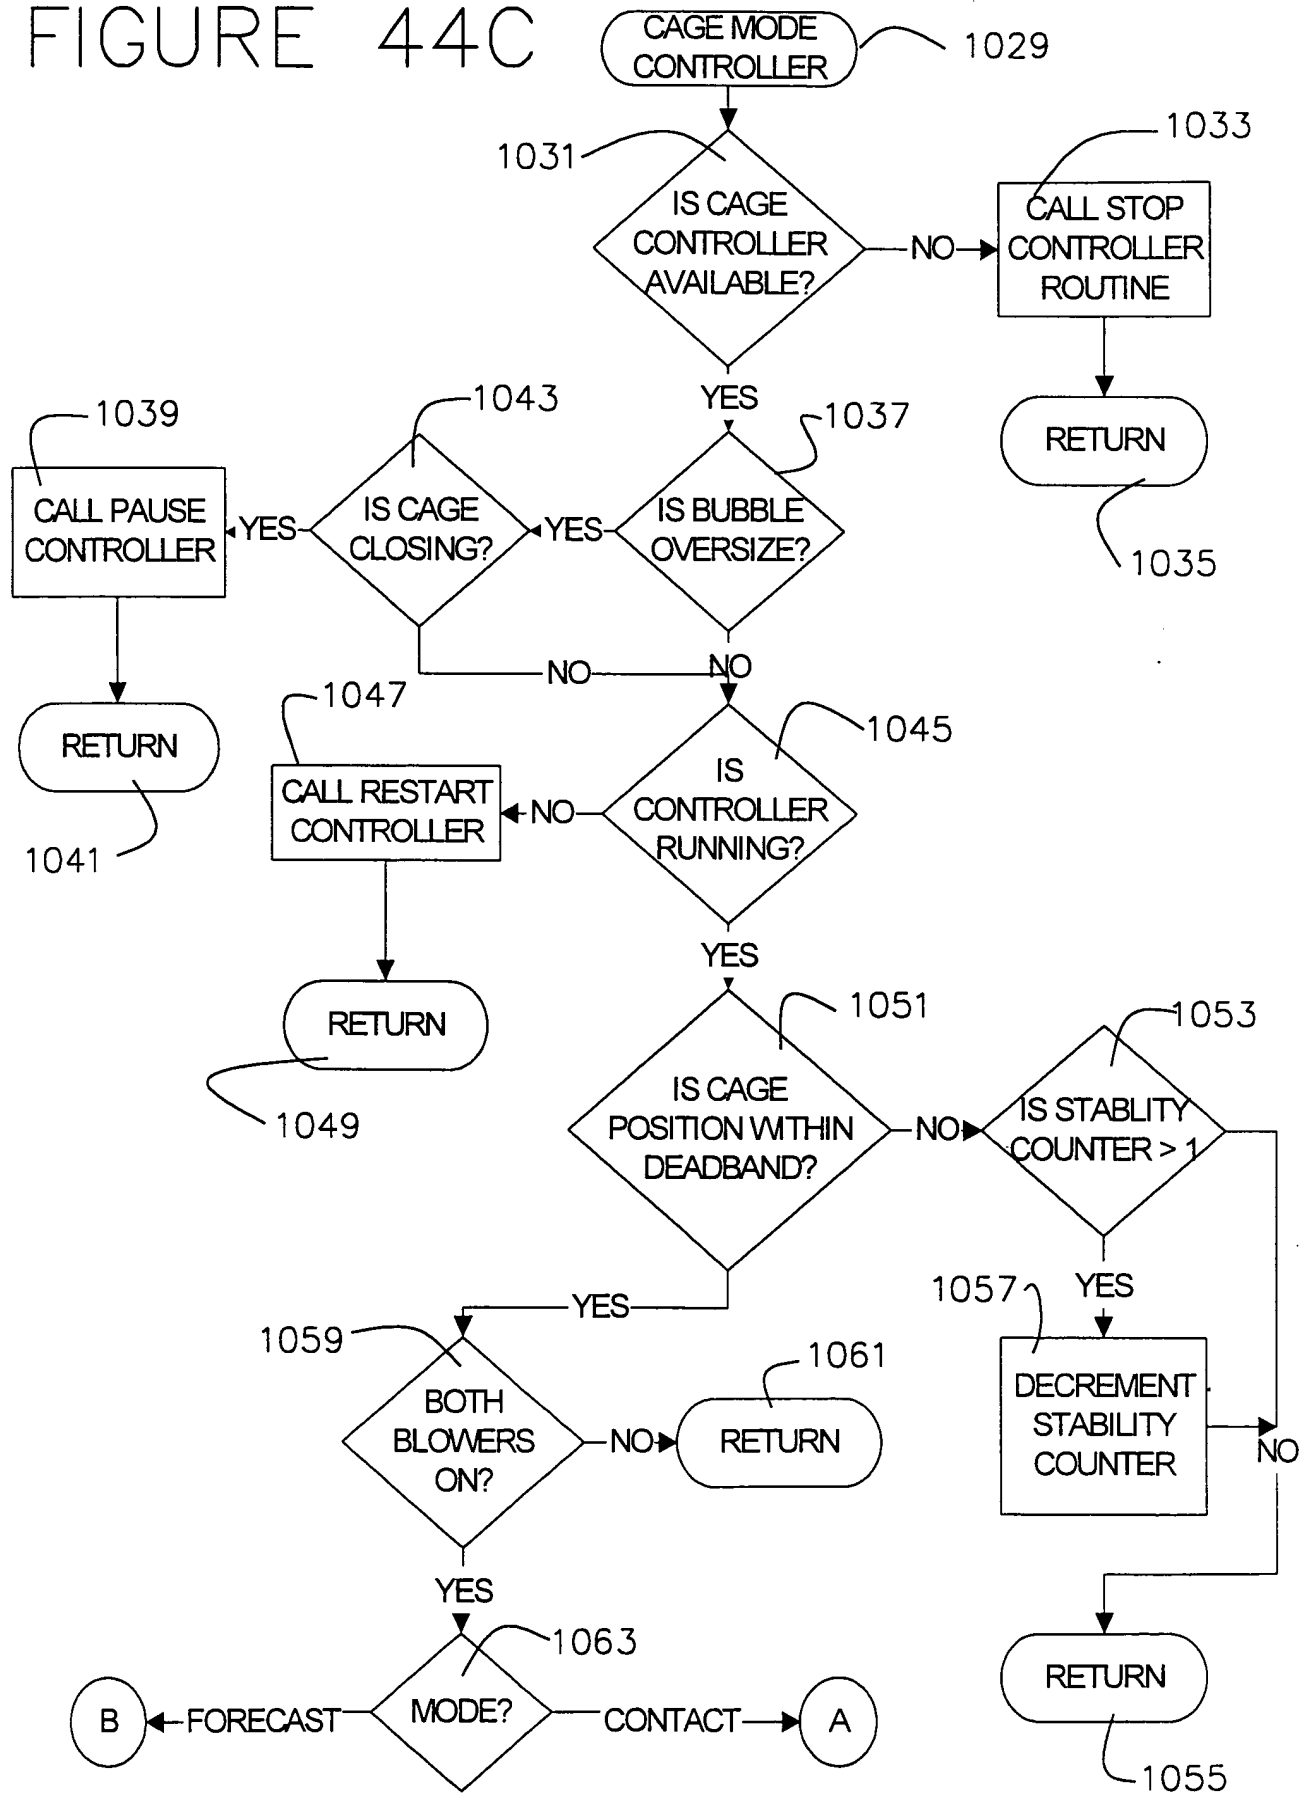 FIGURE 44C
CAGE MODE
CONTROLLER
1029
1031
IS CAGE
CONTROLLER
AVAILABLE?
NO
1033
CALL STOP
CONTROLLER
ROUTINE
RETURN
1035
YES
1037
IS BUBBLE
OVERSIZE?
YES
1043
IS CAGE
CLOSING?
YES
1039
CALL PAUSE
CONTROLLER
RETURN
1041
NO
NO
1045
IS
CONTROLLER
RUNNING?
NO
1047
CALL RESTART
CONTROLLER
RETURN
1049
YES
1051
IS CAGE
POSITION WITHIN
DEADBAND?
NO
1053
IS STABLITY
COUNTER > 1
YES
1057
DECREMENT
STABILITY
COUNTER
NO
RETURN
1055
YES
1059
BOTH
BLOWERS
ON?
NO
1061
RETURN
YES
1063
MODE?
FORECAST
B
CONTACT
A